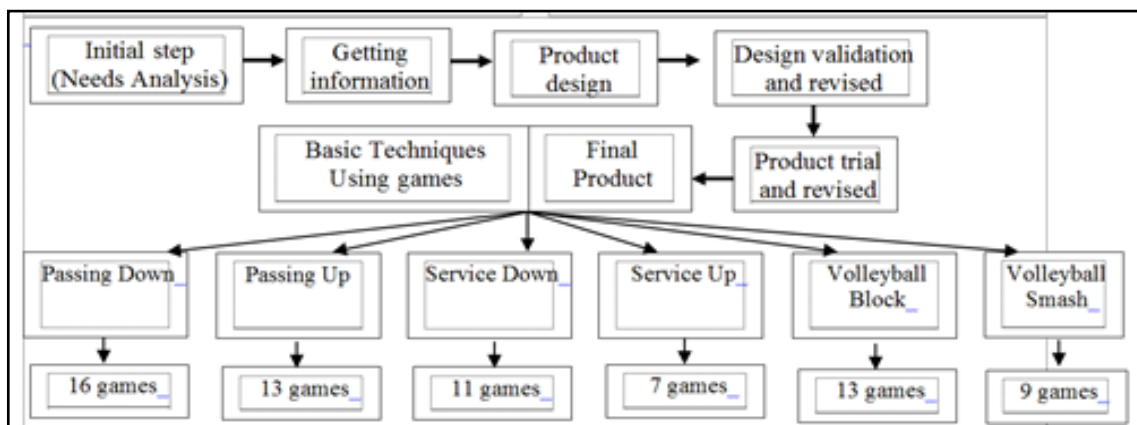 Initial step
(Needs Analysis)
Getting
information
Product
design
Design validation
and revised
Basic Techniques
Using games
Final
Product
Product trial
and revised
Passing Down
Passing Up
Service Down
Service Up
Volleyball
Block
Volleyball
Smash
16 games
13 games
11 games
7 games
13 games
9 games